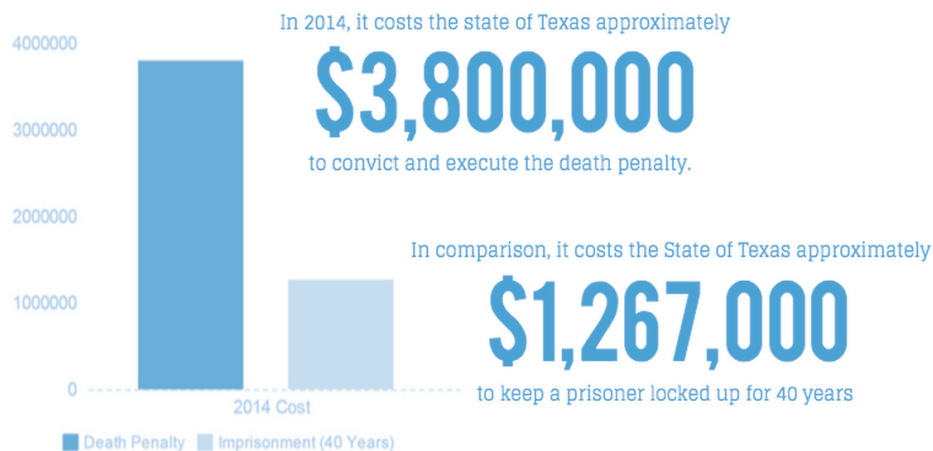 In 2014, it costs the state of Texas approximately
$3,800,000
to convict and execute the death penalty.
In comparison, it costs the State of Texas approximately
$1,267,000
to keep a prisoner locked up for 40 years
4000000
3000000
2000000
1000000
0
2014 Cost
Death Penalty Imprisonment (40 Years)